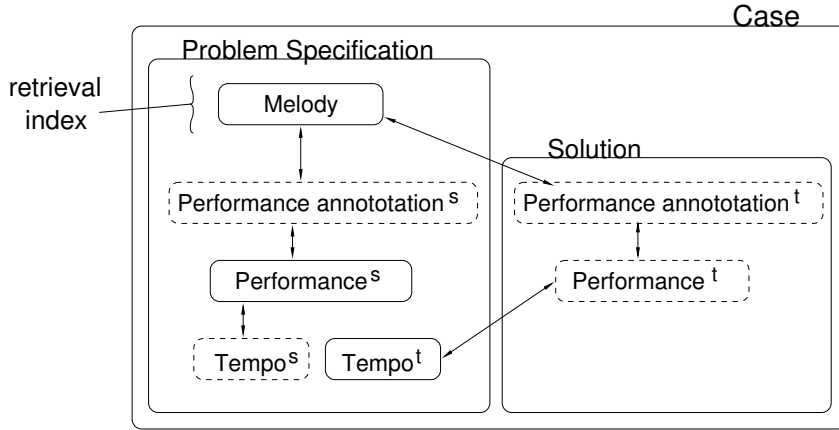 Case
Problem Specification
retrieval
index
Melody
Solution
Performance annototation s
Performance annototation t
Performance s
Performance t
Tempo s
Tempo t